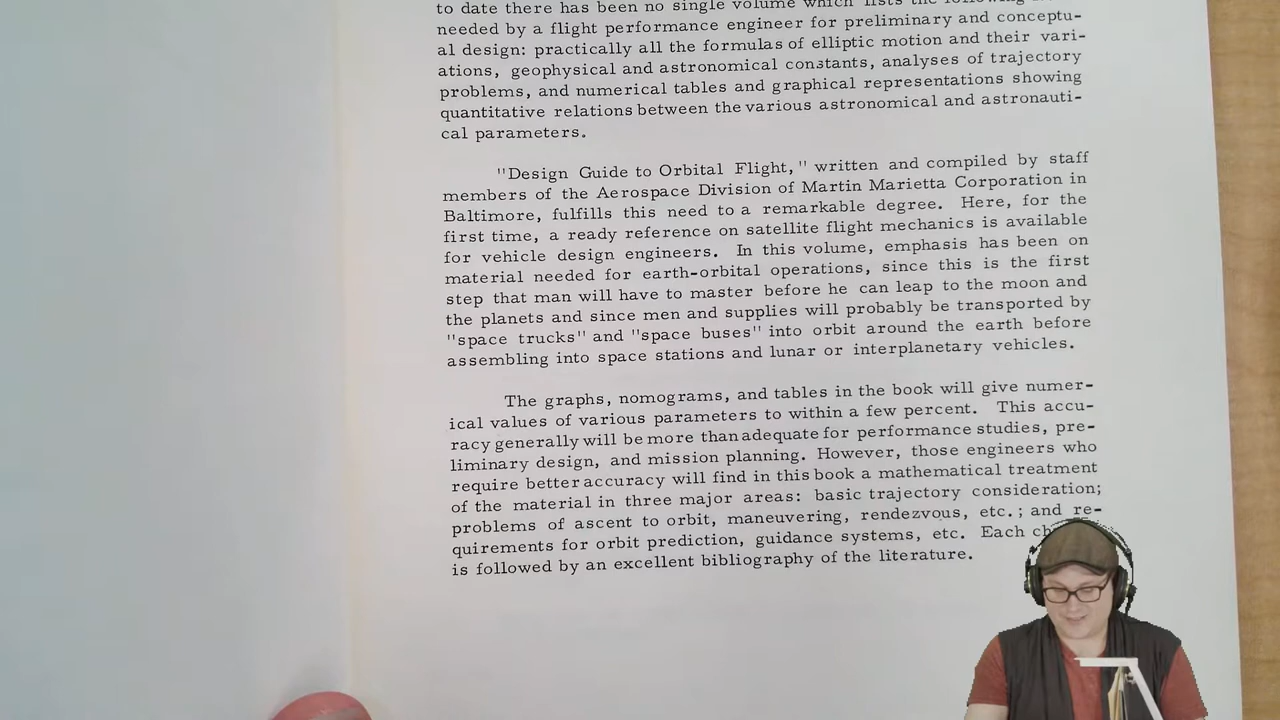 to date there has been no single volume which lists the following
needed by a flight performance engineer for preliminary and conceptu-
al design: practically all the formulas of elliptic motion and their vari-
ations, geophysical and astronomical constants, analyses of trajectory
problems, and numerical tables and graphical representations showing
quantitative relations between the various astronomical and astronauti-
cal parameters.
"Design Guide to Orbital Flight," written and compiled by staff
members of the Aerospace Division of Martin Marietta Corporation in
Baltimore, fulfills this need to a remarkable degree. Here, for the
first time, a ready reference on satellite flight mechanics is available
for vehicle design engineers. In this volume, emphasis has been on
material needed for earth-orbital operations, since this is the first
step that man will have to master before he can leap to the moon and
the planets and since men and supplies will probably be transported by
"space trucks" and "space buses" into orbit around the earth before
assembling into space stations and lunar or interplanetary vehicles.
The graphs, nomograms, and tables in the book will give numer-
ical values of various parameters to within a few percent. This accu-
racy generally will be more than adequate for performance studies, pre-
liminary design, and mission planning. However, those engineers who
require better accuracy will find in this book a mathematical treatment
of the material in three major areas: basic trajectory consideration;
problems of ascent to orbit, maneuvering, rendezvous, etc.; and re-
quirements for orbit prediction, guidance systems, etc. Each
is followed by an excellent bibliography of the literature.